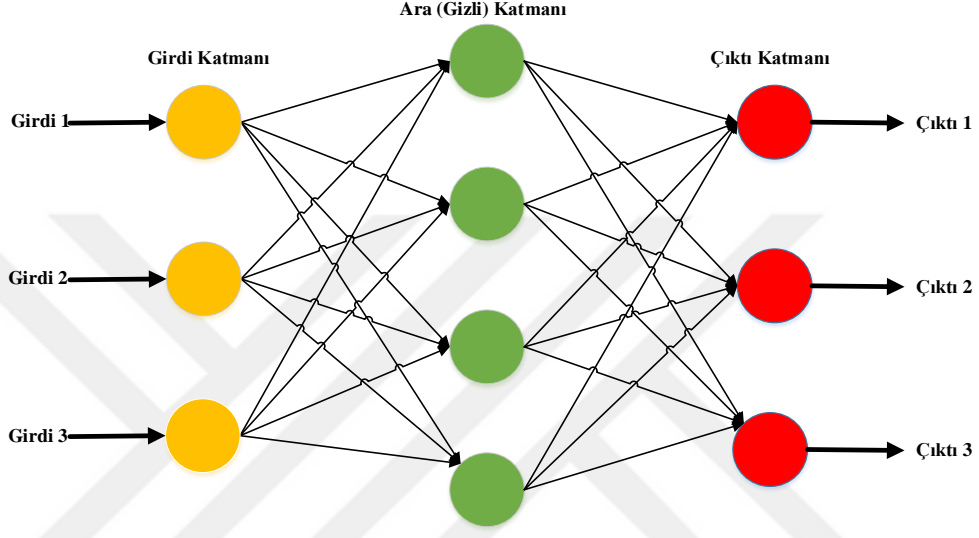 Ara (Gizli) Katmanı
Girdi Katmanı
Çıktı Katmanı
Girdi 1
Çıktı 1
Girdi 2
Çıktı 2
Girdi 3
Çıktı 3